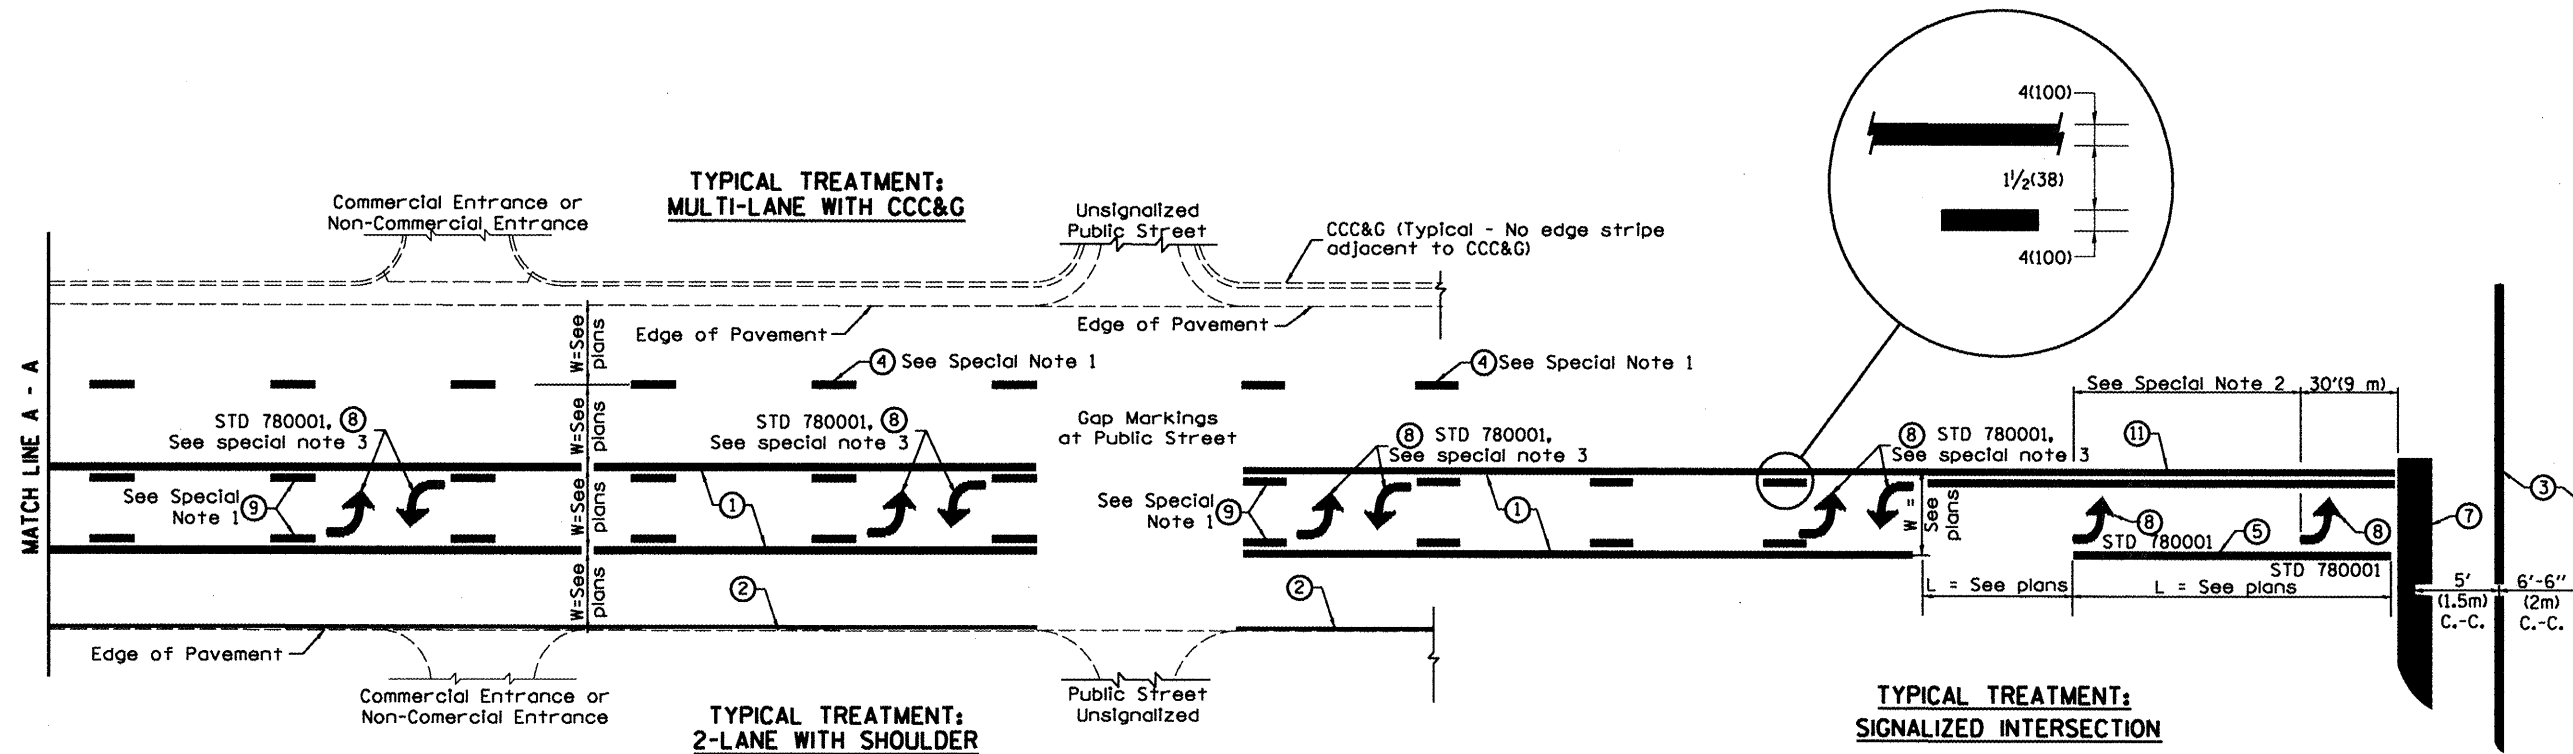 4(100)
1½(38)
4(100)
TYPICAL TREATMENT:
MULTI-LANE WITH CCC&G
Commercial Entrance or
Non-Commercial Entrance
Unsignalized
Public Street
CCC&G (Typical - No edge stripe
adjacent to CCC&G)
Edge of Pavement
Edge of Pavement
MATCH LINE A - A
W=See
plans
W=See
plans
W=See
plans
W=See
plans
4 See Special Note 1
4 See Special Note 1
STD 780001, 8
See special note 3
STD 780001, 8
See special note 3
Gap Markings
at Public Street
8 STD 780001,
See special note 3
8 STD 780001,
See special note 3
See Special Note 2
30'(9 m)
11
See Special
Note 1 9
1
See Special
Note 1 9
1
W =
See
plans
8
STD 780001
5
8
7
3
STD 780001
L = See plans
L = See plans
5'
(1.5m)
C.-C.
6'-6"
(2m)
C.-C.
2
2
Edge of Pavement
Commercial Entrance or
Non-Comercial Entrance
Public Street
Unsignalized
TYPICAL TREATMENT:
2-LANE WITH SHOULDER
TYPICAL TREATMENT:
SIGNALIZED INTERSECTION